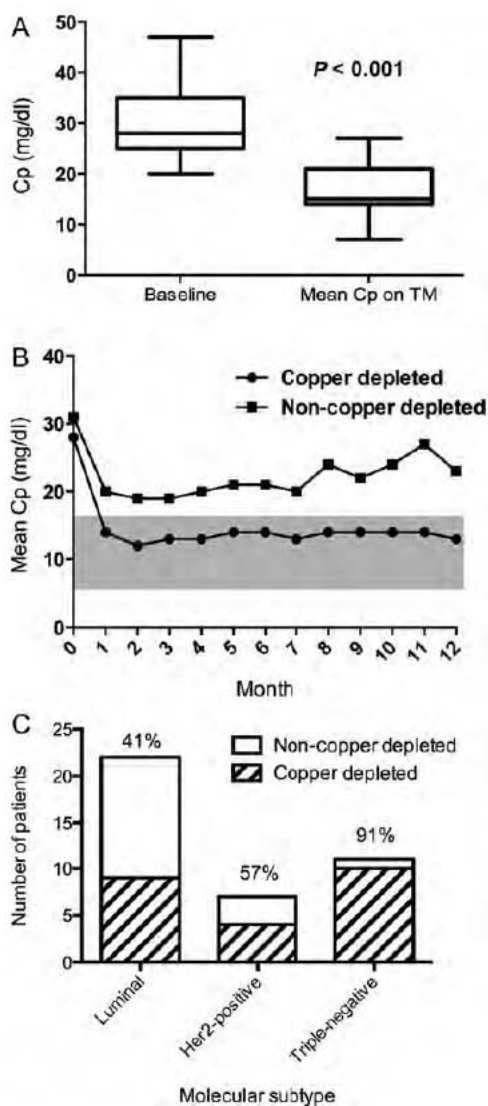 A
P < 0.001
Cp (mg/dl)
50
40
30
20
10
0
Baseline
Mean Cp on TM
B
Copper depleted
Non-copper depleted
Mean Cp (mg/dl)
40
30
20
10
0
0 1 2 3 4 5 6 7 8 9 10 11 12
Month
C
Non-copper depleted
Copper depleted
Number of patients
25
20
15
10
5
0
41%
57%
91%
Luminal
Her2-positive
Triple-negative
Molecular subtype